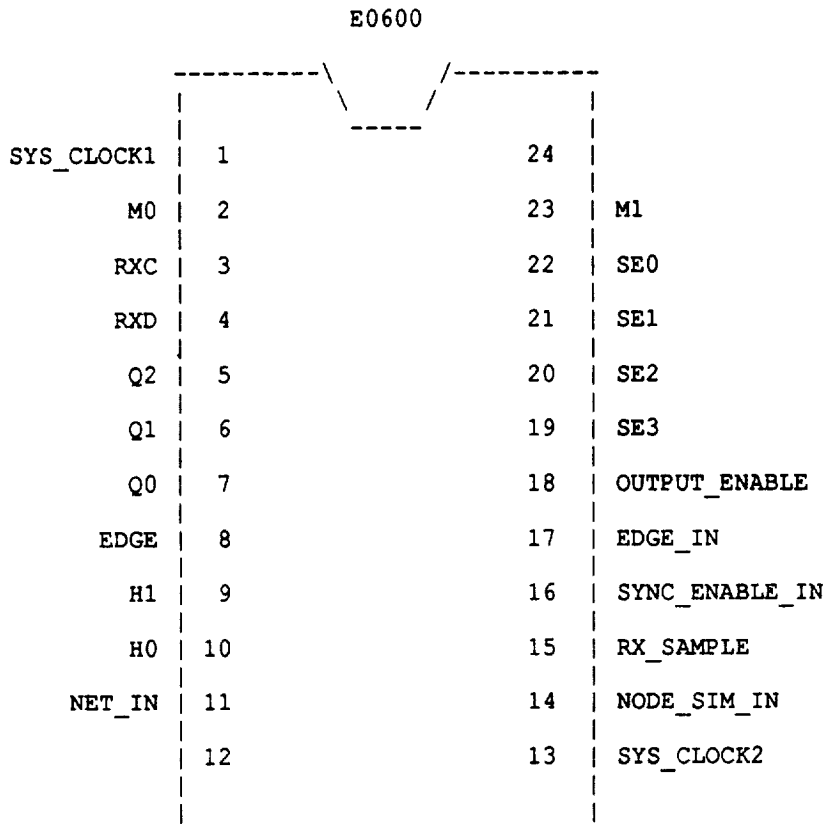 E0600
SYS_CLOCK1 1 24
M0 2 23 M1
RXC 3 22 SE0
RXD 4 21 SE1
Q2 5 20 SE2
Q1 6 19 SE3
Q0 7 18 OUTPUT_ENABLE
EDGE 8 17 EDGE_IN
H1 9 16 SYNC_ENABLE_IN
H0 10 15 RX_SAMPLE
NET_IN 11 14 NODE_SIM_IN
12 13 SYS_CLOCK2